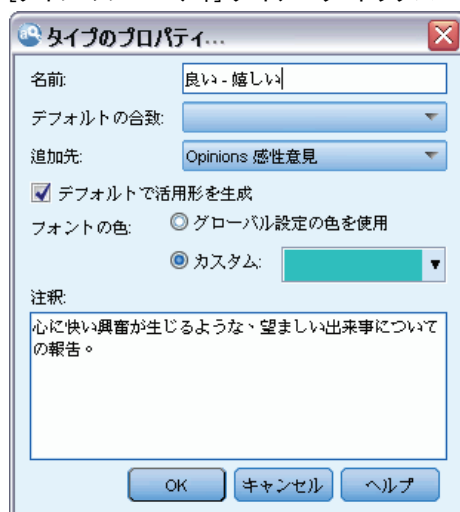 タイプのプロパティ...
名前: 良い - 嬉しい
デフォルトの合致:
追加先: Opinions 感性意見
デフォルトで活用形を生成
フォントの色: グローバル設定の色を使用
カスタム:
注釈:
心に快い興奮が生じるような、望ましい出来事について
の報告。
OK キャンセル ヘルプ